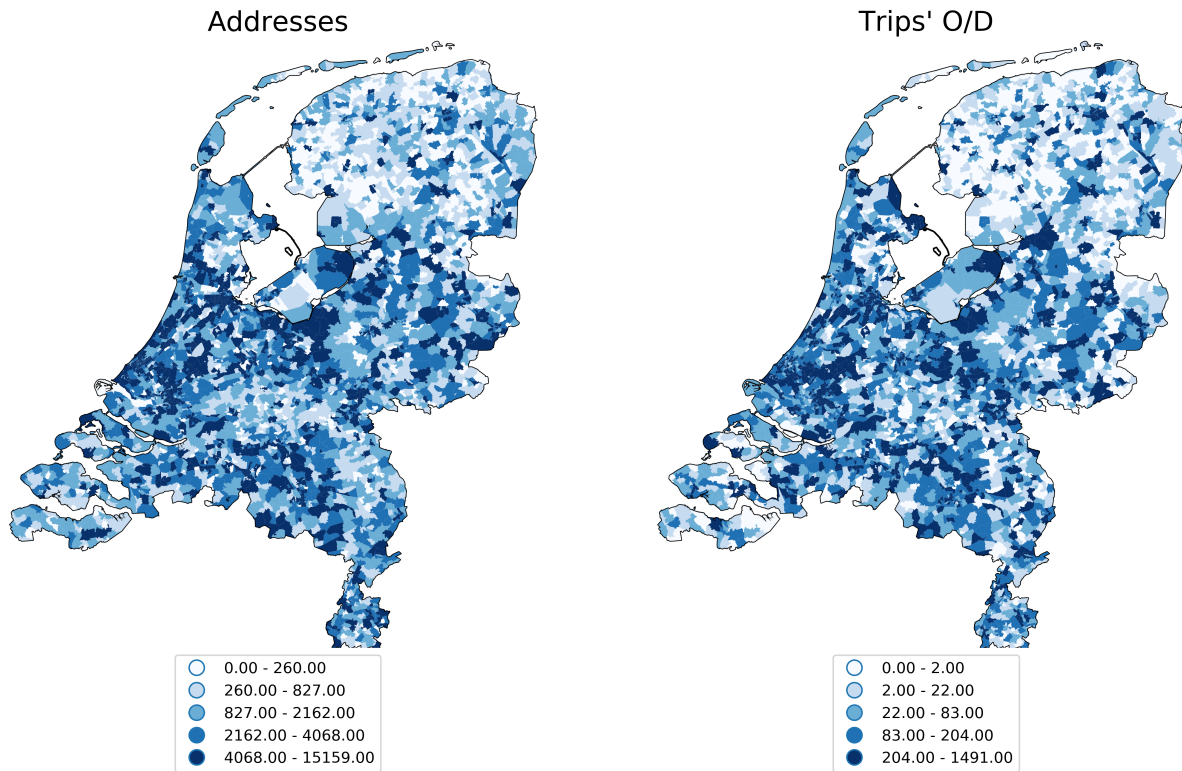 Addresses
Trips' O/D
0.00 - 260.00
260.00 - 827.00
827.00 - 2162.00
2162.00 - 4068.00
4068.00 - 15159.00
0.00 - 2.00
2.00 - 22.00
22.00 - 83.00
83.00 - 204.00
204.00 - 1491.00